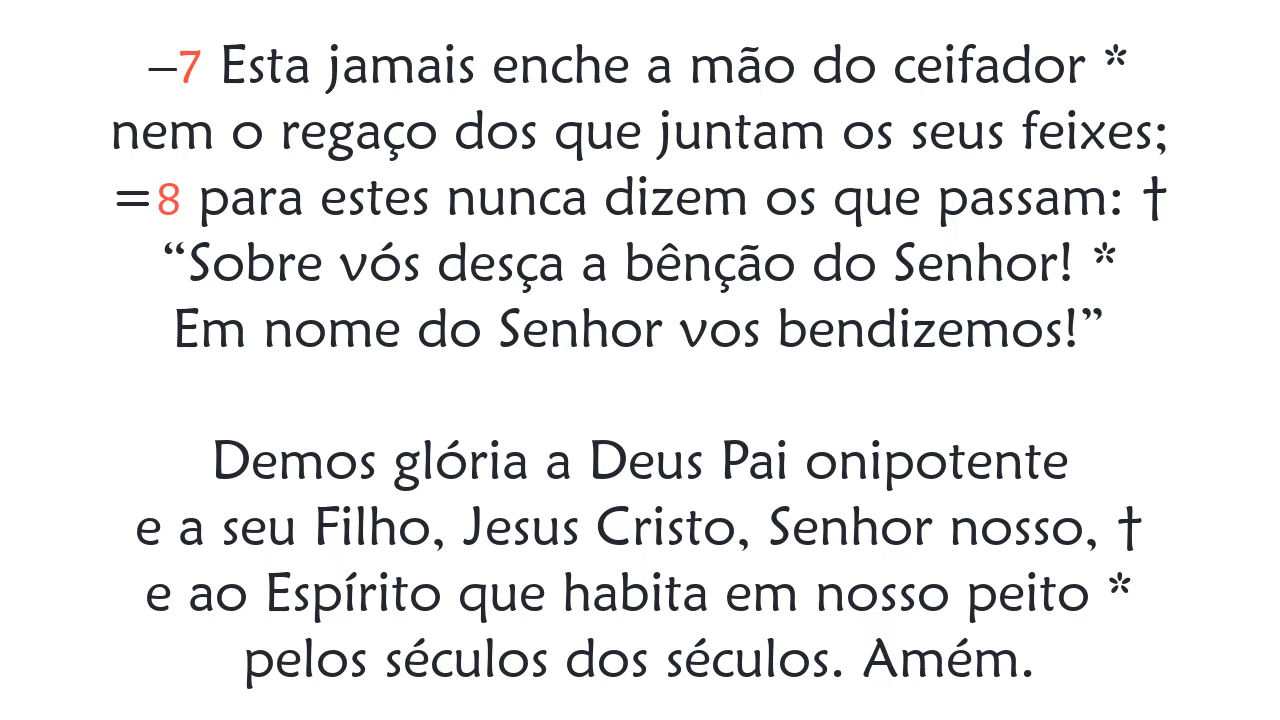 –7 Esta jamais enche a mão do ceifador *
nem o regaço dos que juntam os seus feixes;
=8 para estes nunca dizem os que passam: †
“Sobre vós desça a bênção do Senhor! *
Em nome do Senhor vos bendizemos!”
Demos glória a Deus Pai onipotente
e a seu Filho, Jesus Cristo, Senhor nosso, †
e ao Espírito que habita em nosso peito *
pelos séculos dos séculos. Amém.